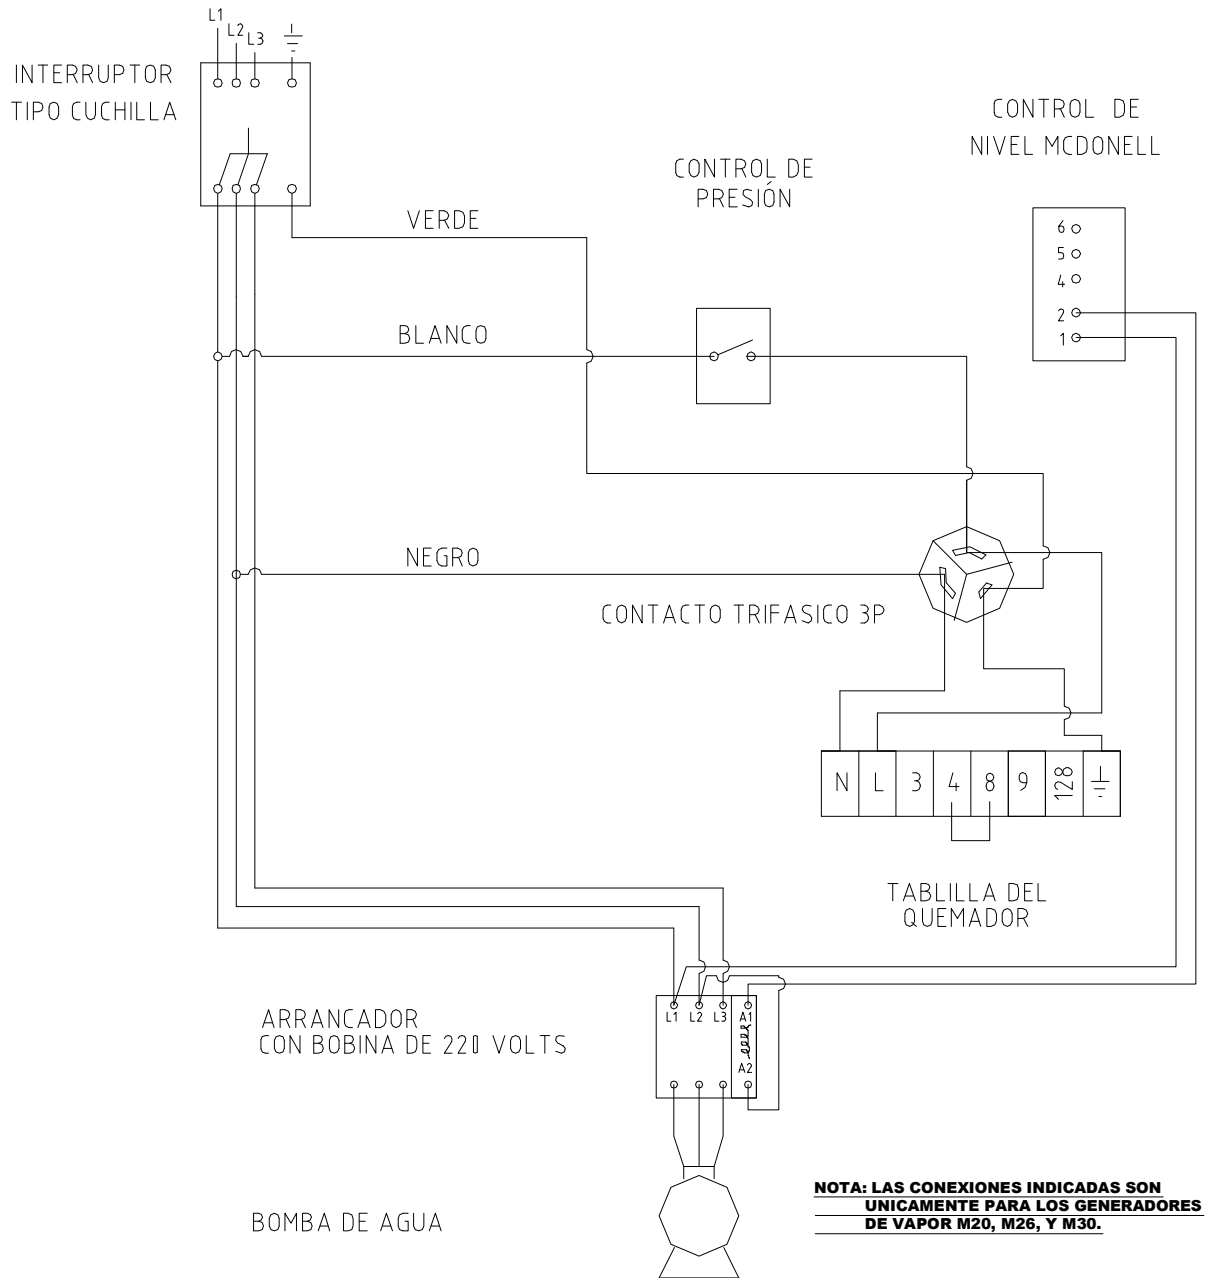 L1
L2
L3
INTERRUPTOR
TIPO CUCHILLA
CONTROL DE
NIVEL MCDONELL
CONTROL DE
PRESIÓN
VERDE
6
5
4
2
1
BLANCO
NEGRO
CONTACTO TRIFASICO 3P
N L 3 4 8 9 128
TABLILLA DEL
QUEMADOR
ARRANCADOR
CON BOBINA DE 220 VOLTS
L1 L2 L3 A1
A2
BOMBA DE AGUA
NOTA: LAS CONEXIONES INDICADAS SON
UNICAMENTE PARA LOS GENERADORES
DE VAPOR M20, M26, Y M30.